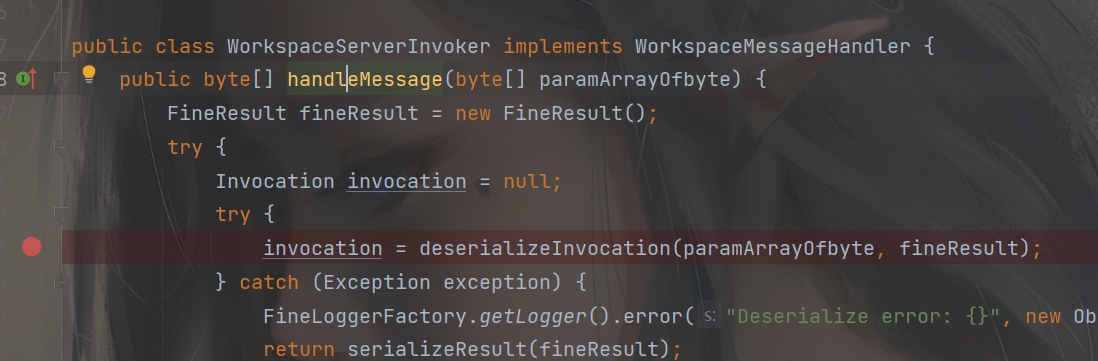 public class WorkspaceServerInvoker implements WorkspaceMessageHandler {
public byte[] handleMessage(byte[] paramArrayOfbyte) {
FineResult fineResult = new FineResult();
try {
Invocation invocation = null;
try {
invocation = deserializeInvocation(paramArrayOfbyte, fineResult);
} catch (Exception exception) {
FineLoggerFactory.getLogger().error( s: "Deserialize error: {}", new Ob
return serializeResult(fineResult);